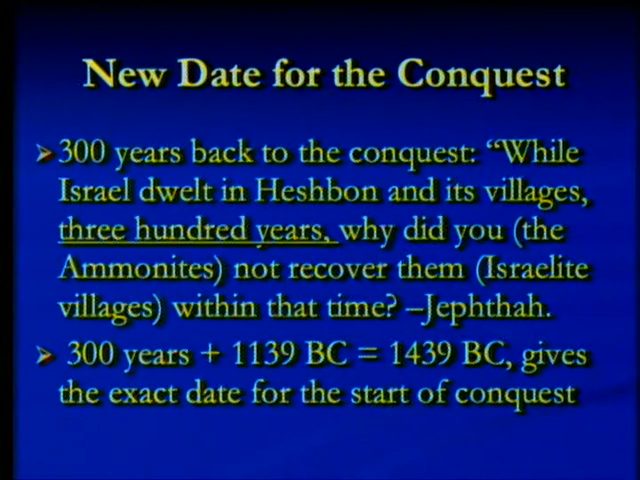 New Date for the Conquest
300 years back to the conquest: “While
Israel dwelt in Heshbon and its villages,
three hundred years, why did you (the
Ammonites) not recover them (Israelite
villages) within that time? –Jephthah.
300 years + 1139 BC = 1439 BC, gives
the exact date for the start of conquest